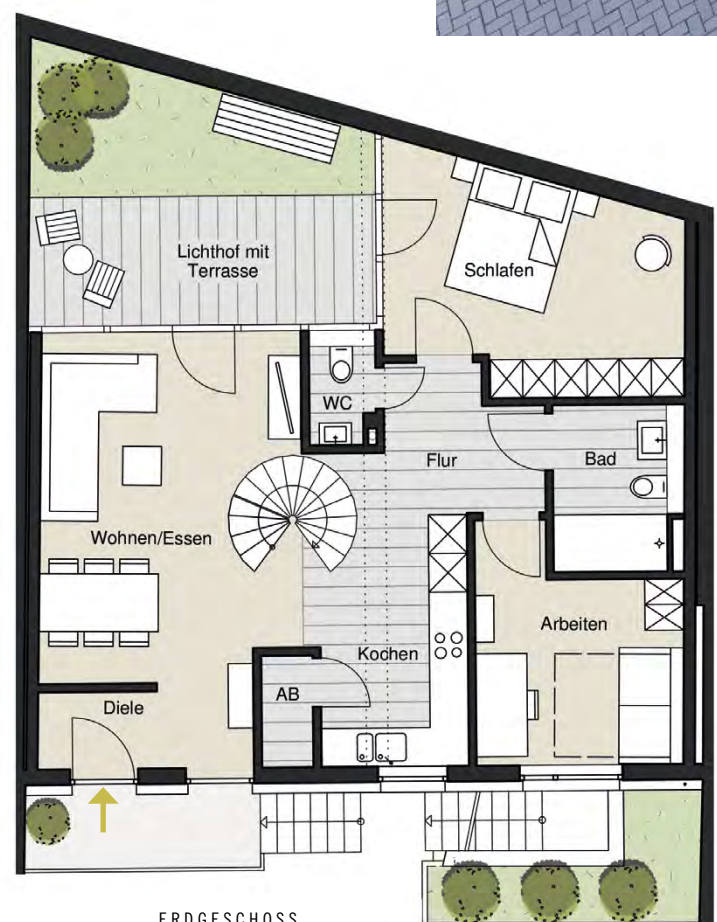 Lichthof mit
Terrasse
Schlafen
WC
Flur
Bad
Wohnen/Essen
Arbeiten
Kochen
AB
Diele
ERDGESCHOSS